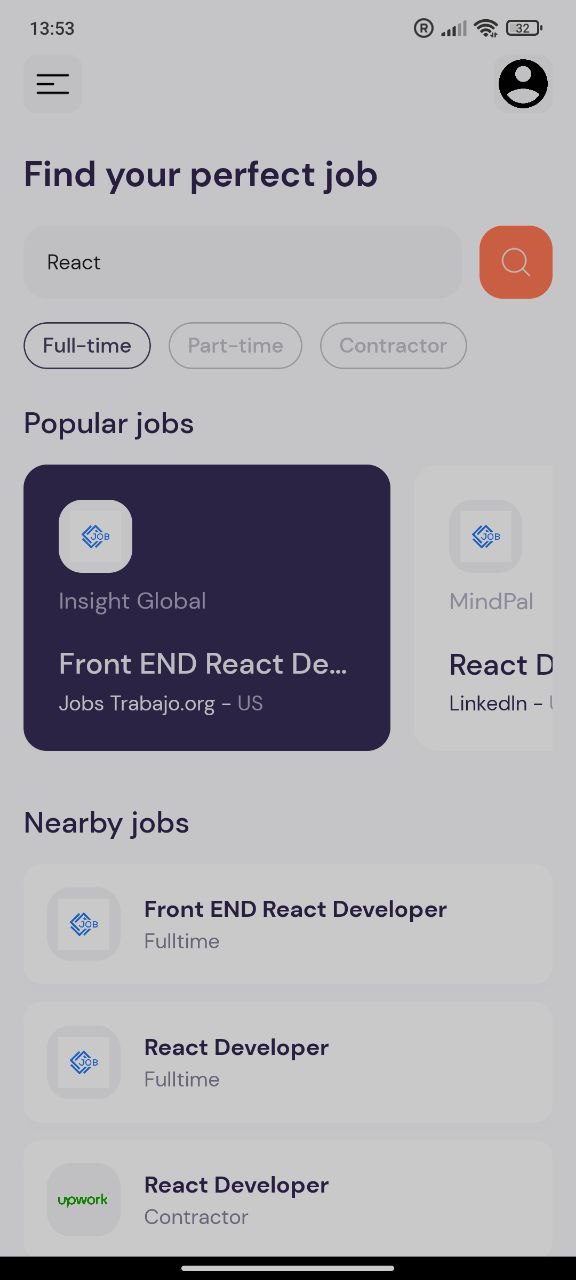 13:53
R
32
Find your perfect job
React
Full-time
Part-time
Contractor
Popular jobs
JOB
JOB
Insight Global
MindPal
Front END React De...
React D
Jobs Trabajo.org - US
LinkedIn -
Nearby jobs
JOB
Front END React Developer
Fulltime
JOB
React Developer
Fulltime
upwork
React Developer
Contractor